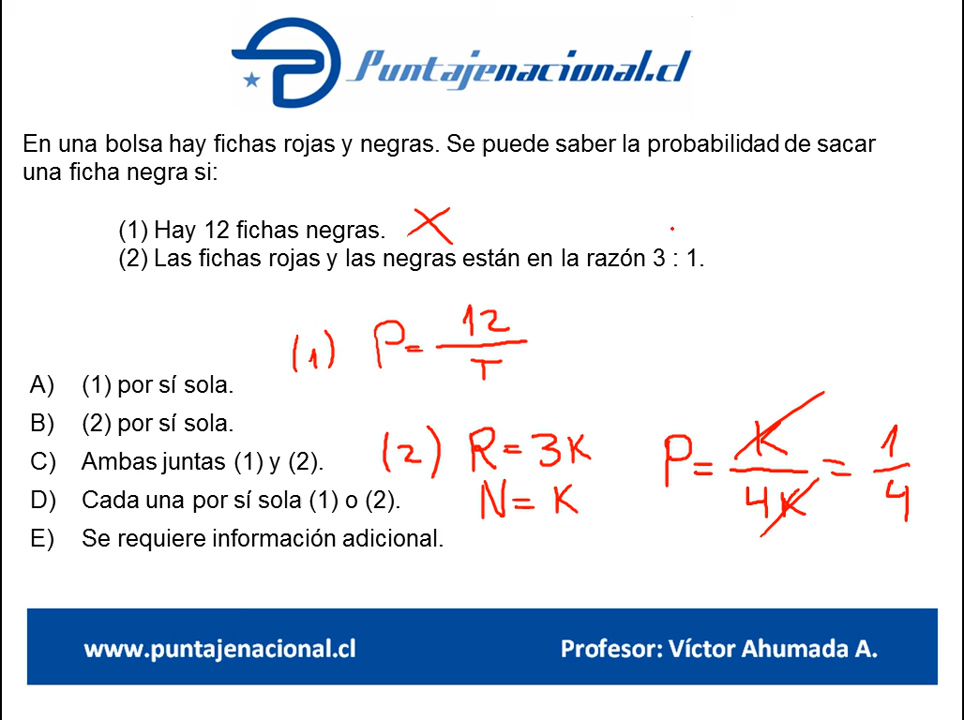 Puntajenacional.cl
En una bolsa hay fichas rojas y negras. Se puede saber la probabilidad de sacar
una ficha negra si:
(1) Hay 12 fichas negras. X
(2) Las fichas rojas y las negras están en la razón 3 : 1.
(1) P = 12/T
A) (1) por sí sola.
B) (2) por sí sola.
(2) R = 3K
N = K
P = K/4K = 1/4
C) Ambas juntas (1) y (2).
D) Cada una por sí sola (1) o (2).
E) Se requiere información adicional.
www.puntajenacional.cl
Profesor: Víctor Ahumada A.